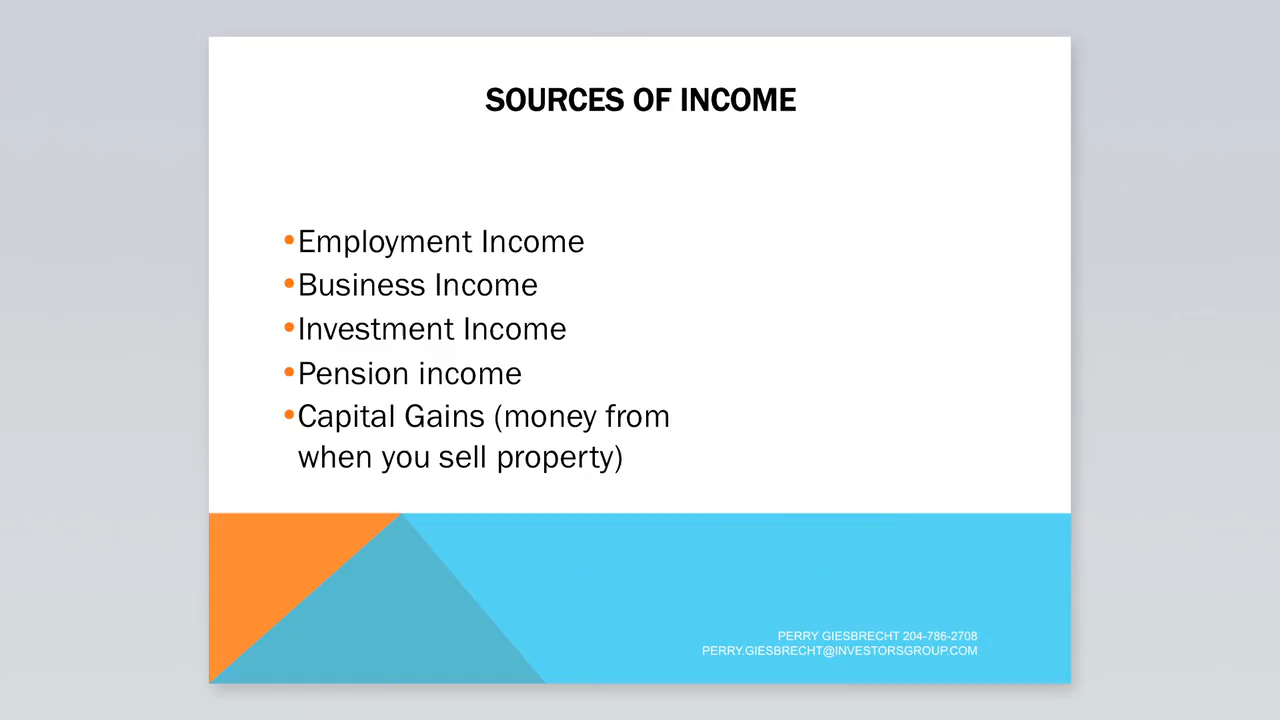 SOURCES OF INCOME
•Employment Income
•Business Income
•Investment Income
•Pension income
•Capital Gains (money from
when you sell property)
PERRY GIESBRECHT 204-786-2708
PERRY.GIESBRECHT@INVESTORSGROUP.COM